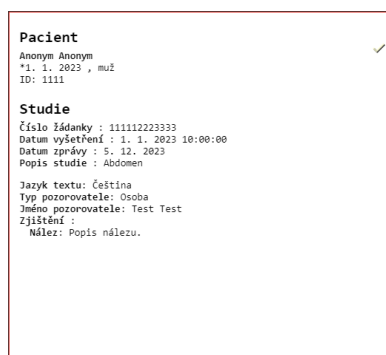 Pacient
Anonym Anonym
*1. 1. 2023 , muž
ID: 1111
Studie
Číslo žádanky : 111112223333
Datum vyšetření : 1. 1. 2023 10:00:00
Datum zprávy : 5. 12. 2023
Popis studie : Abdomen
Jazyk textu: Čeština
Typ pozorovatele: Osoba
Jméno pozorovatele: Test Test
Zjištění :
Nález: Popis nálezu.